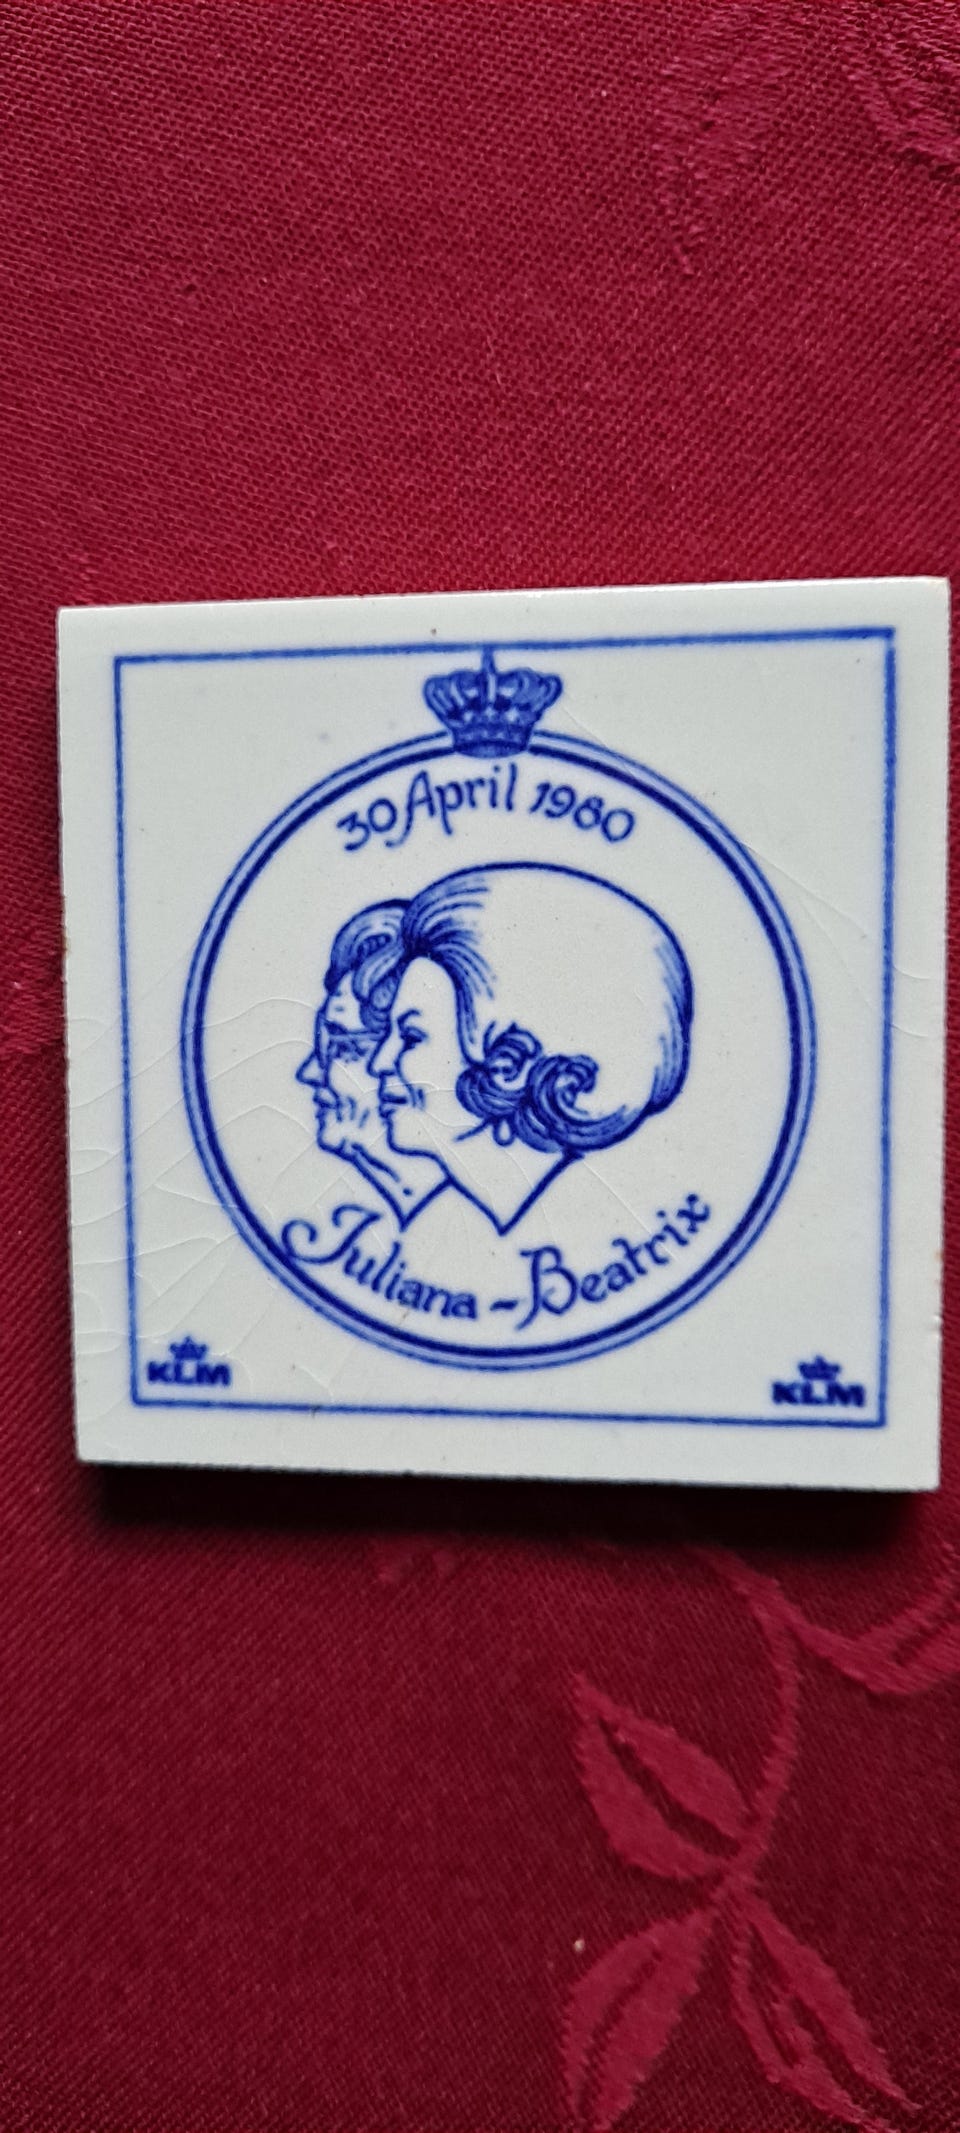 30 April 1980
Juliana - Beatrix
KLM
KLM